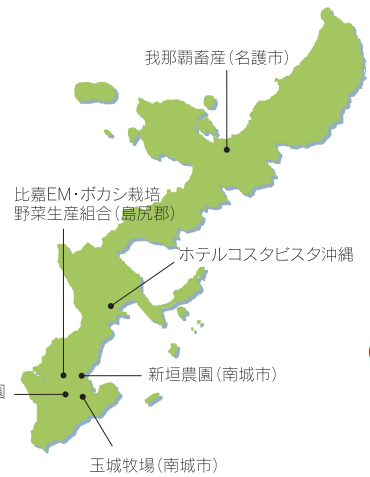 我那覇畜産(名護市)
比嘉EM・ボカシ栽培
野菜生産組合(島尻郡)
ホテルコスタビスタ沖縄
新垣農園(南城市)
園
玉城牧場(南城市)